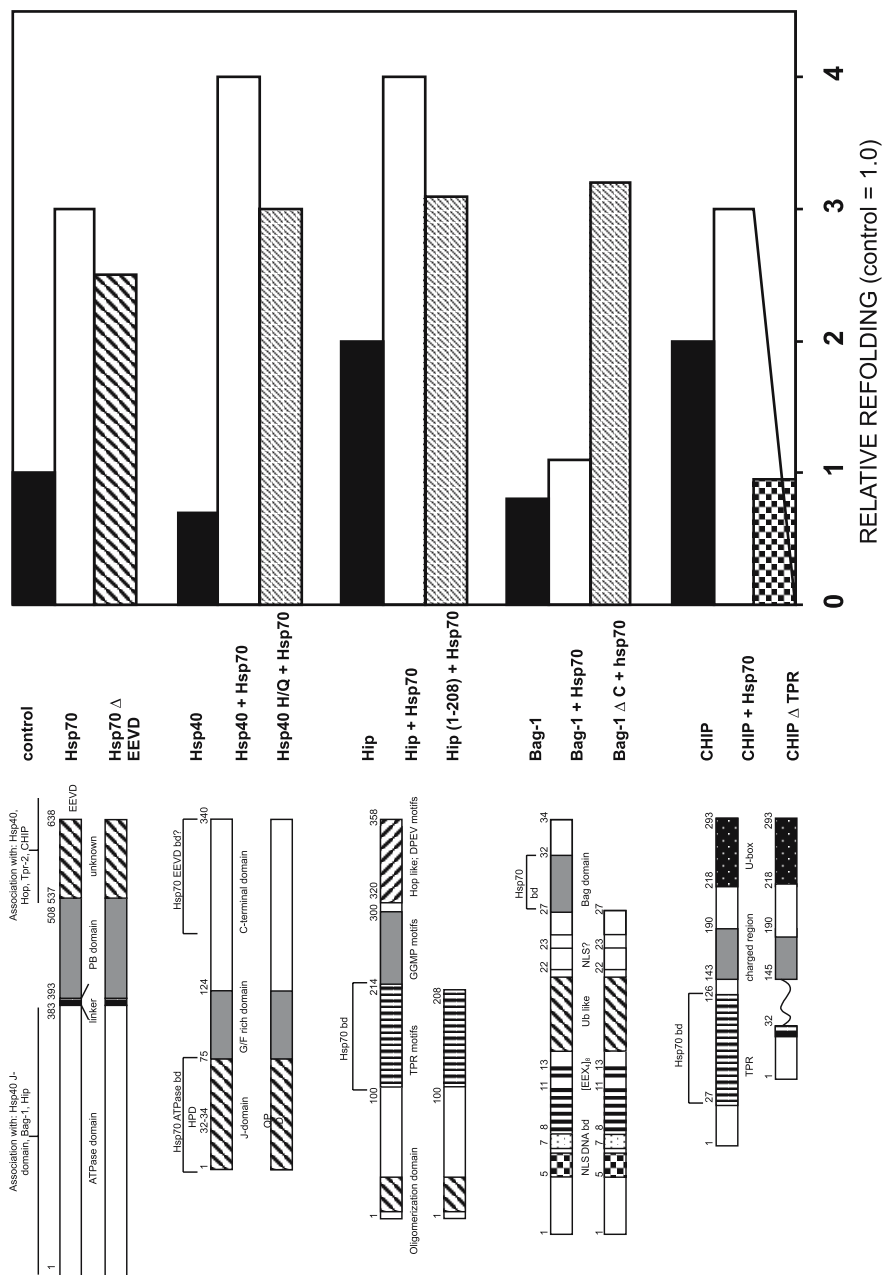 0 1 2 3 4
RELATIVE REFOLDING (control = 1.0)
control
Hsp70
Hsp70 Δ
EEVD
Hsp40
Hsp40 + Hsp70
Hsp40 H/Q + Hsp70
Hip
Hip + Hsp70
Hip (1-208) + Hsp70
Bag-1
Bag-1 + Hsp70
Bag-1 Δ C + hsp70
CHIP
CHIP + Hsp70
CHIP Δ TPR
Association with: Hsp40 J-
domain, Bag-1, Hip
Association with: Hsp40,
Hop, Tpr-2, CHIP
1 383 393 508 537 638
EEVD
ATPase domain linker PB domain unknown
Hsp70 ATPase bd Hsp70 EEVD bd?
HPD
1 32-34 75 124 340
J-domain G/F rich domain C-terminal domain
QP
Hsp70 bd
1 100 214 300 320 358
Oligomerization domain TPR motifs GGMP motifs Hop like; DPEV motifs
100 208
Hsp70
bd
1 5 7 8 11 13 22 23 27 32 34
NLS DNA bd [EEX₄]₈ Ub like NLS? Bag domain
1 5 7 8 11 13 22 23 27
Hsp70 bd
1 27 126 143 190 218 293
TPR charged region U-box
1 32 145 190 218 293